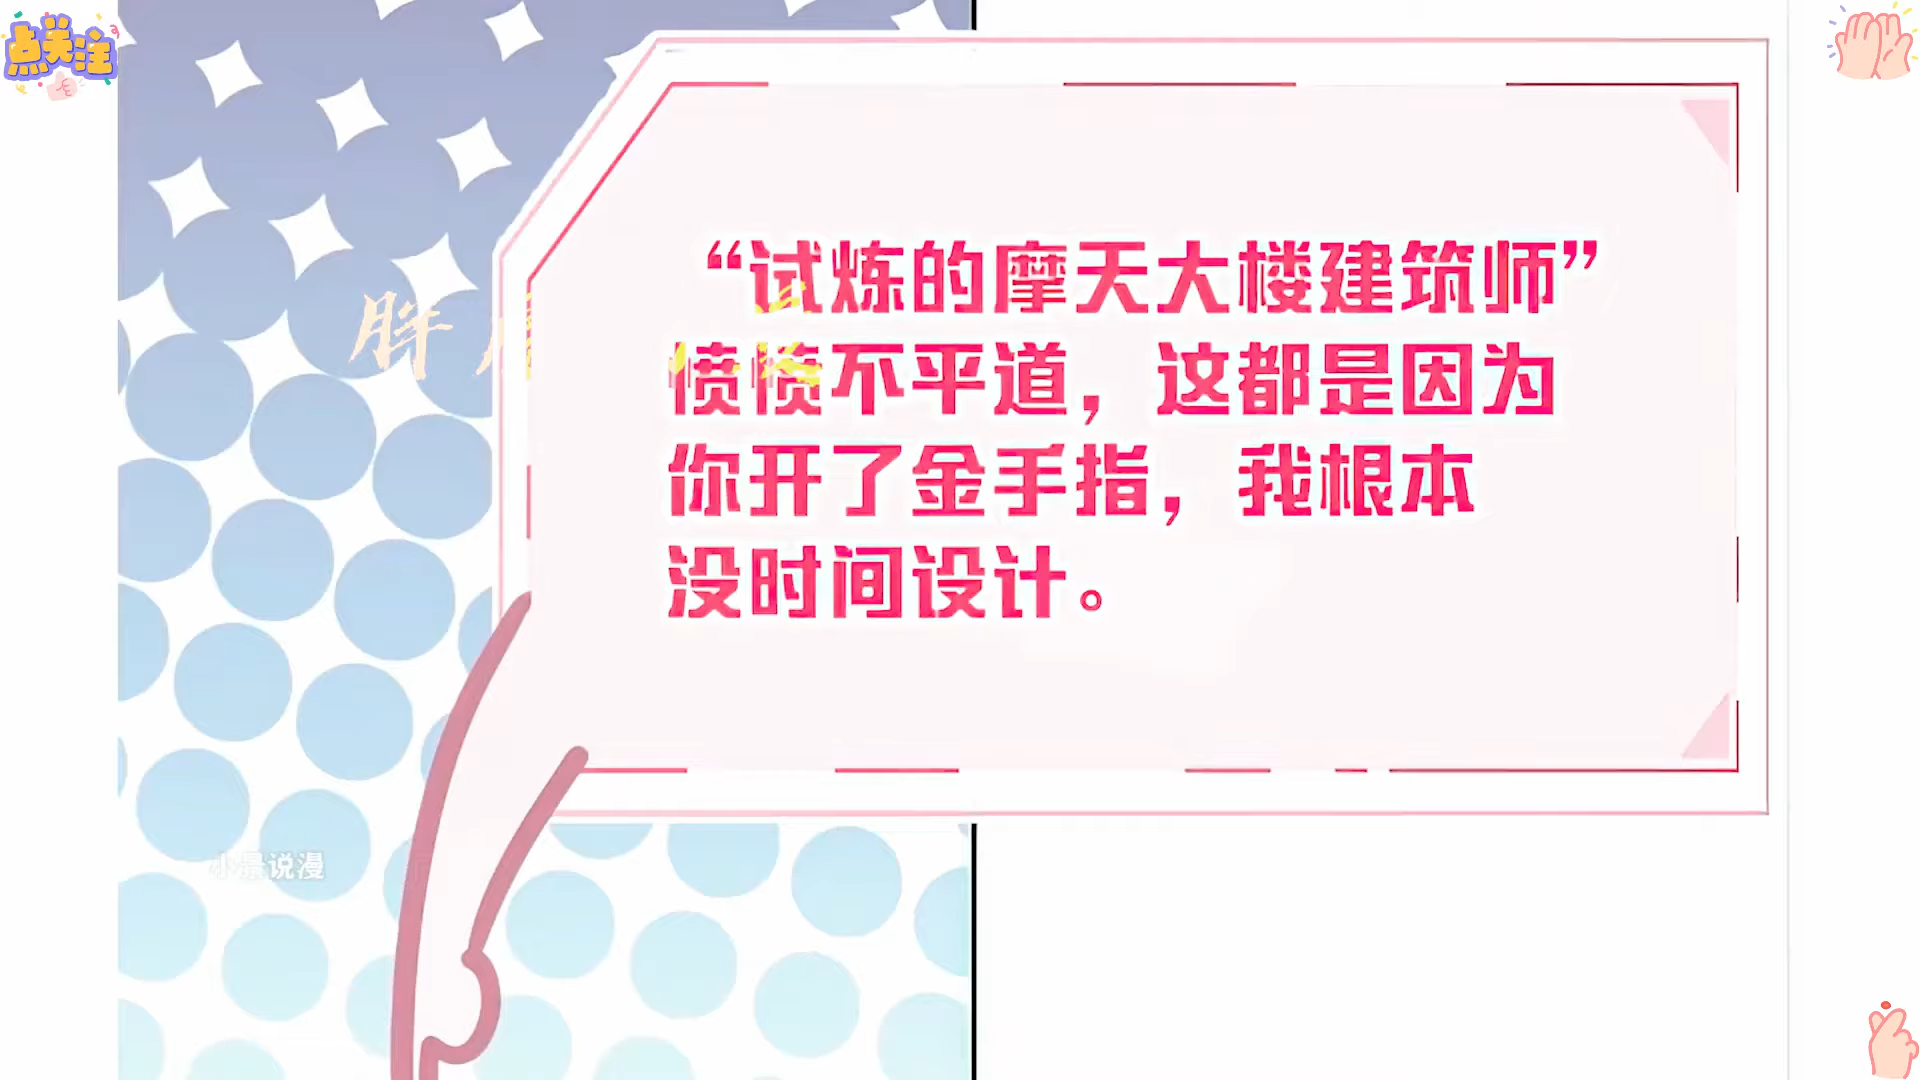 点关注
“试炼的摩天大楼建筑师”
愤愤不平道，这都是因为
你开了金手指，我根本
没时间设计。
胖
小景说漫